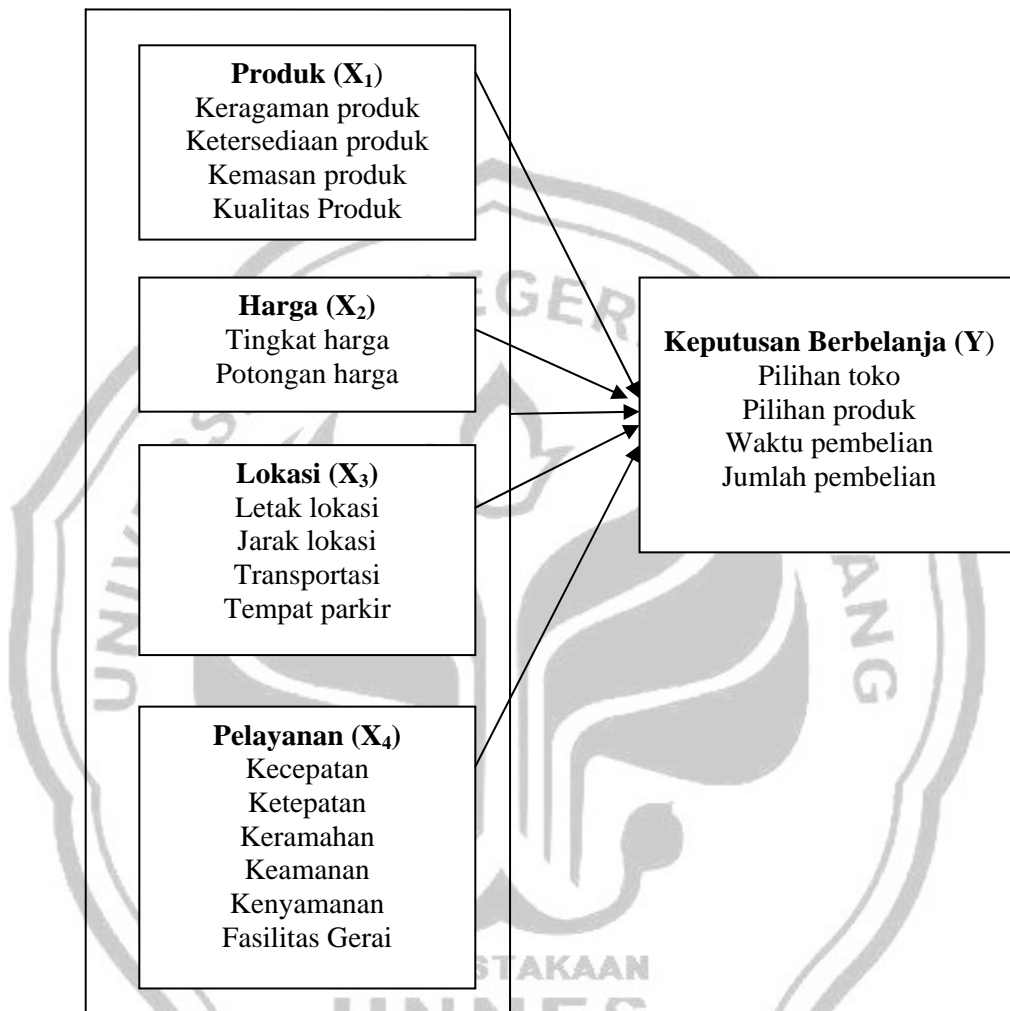 Produk (X₁)
Keragaman produk
Ketersediaan produk
Kemasan produk
Kualitas Produk
Harga (X₂)
Tingkat harga
Potongan harga
Lokasi (X₃)
Letak lokasi
Jarak lokasi
Transportasi
Tempat parkir
Pelayanan (X₄)
Kecepatan
Ketepatan
Keramahan
Keamanan
Kenyamanan
Fasilitas Gerai
Keputusan Berbelanja (Y)
Pilihan toko
Pilihan produk
Waktu pembelian
Jumlah pembelian
UNNES